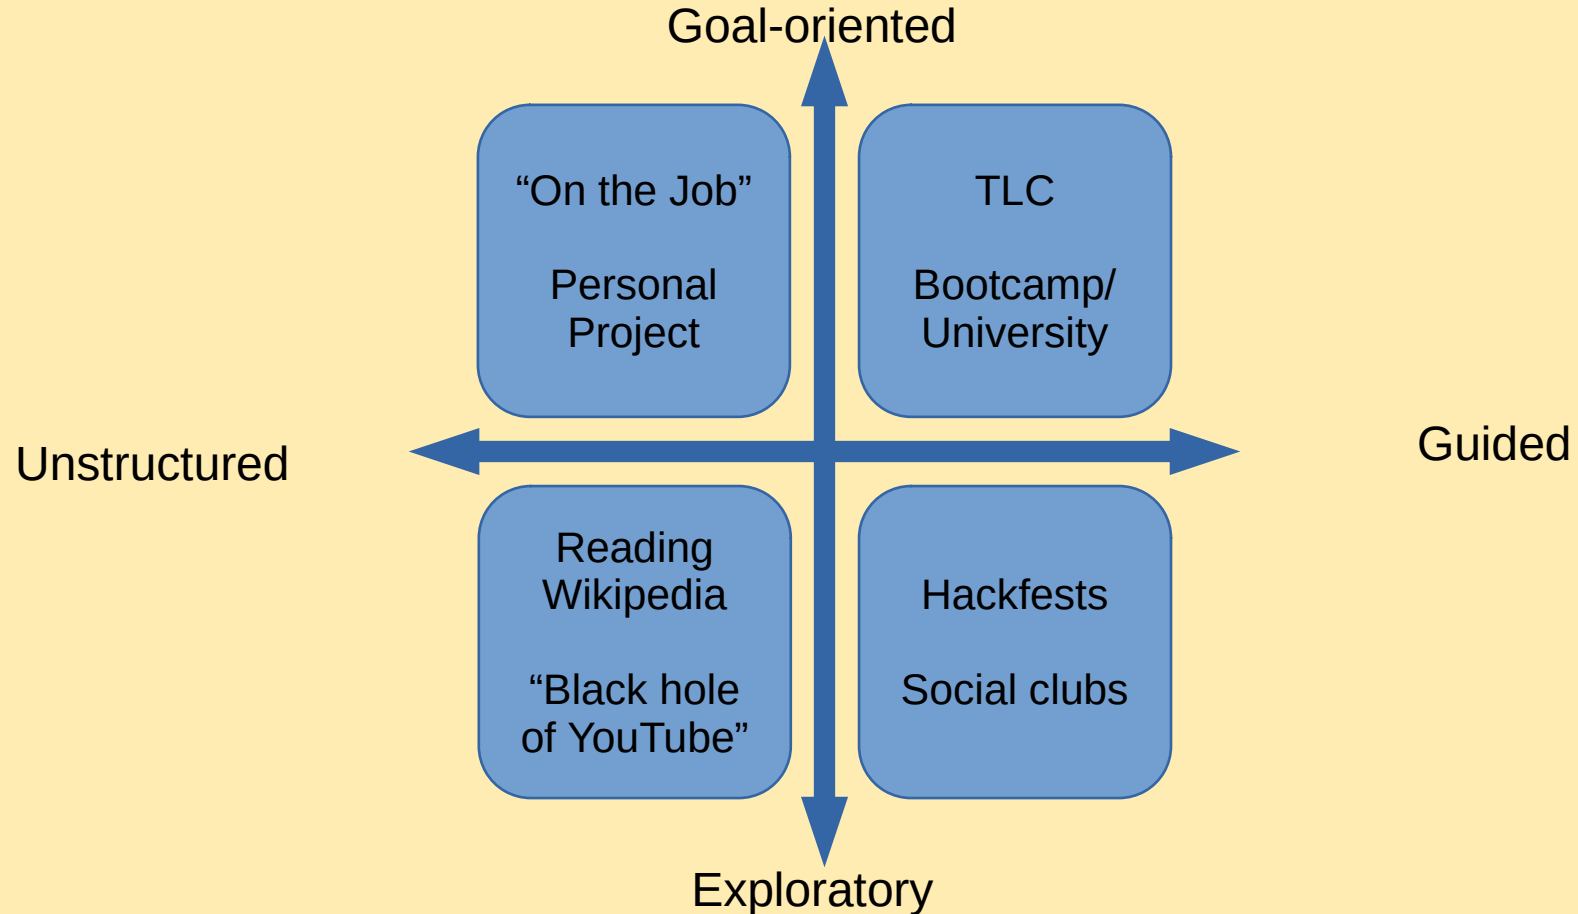 Goal-oriented
“On the Job”
Personal
Project
TLC
Bootcamp/
University
Unstructured
Guided
Reading
Wikipedia
“Black hole
of YouTube”
Hackfests
Social clubs
Exploratory